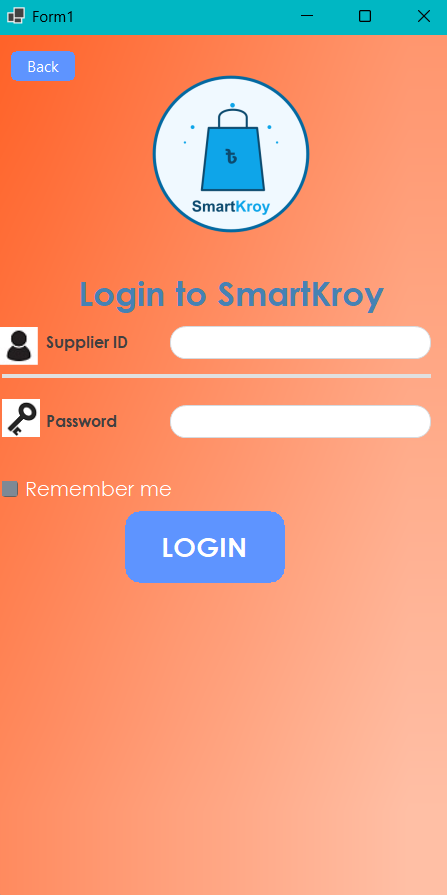 Form1
Back
৳
SmartKroy
Login to SmartKroy
Supplier ID
Password
Remember me
LOGIN